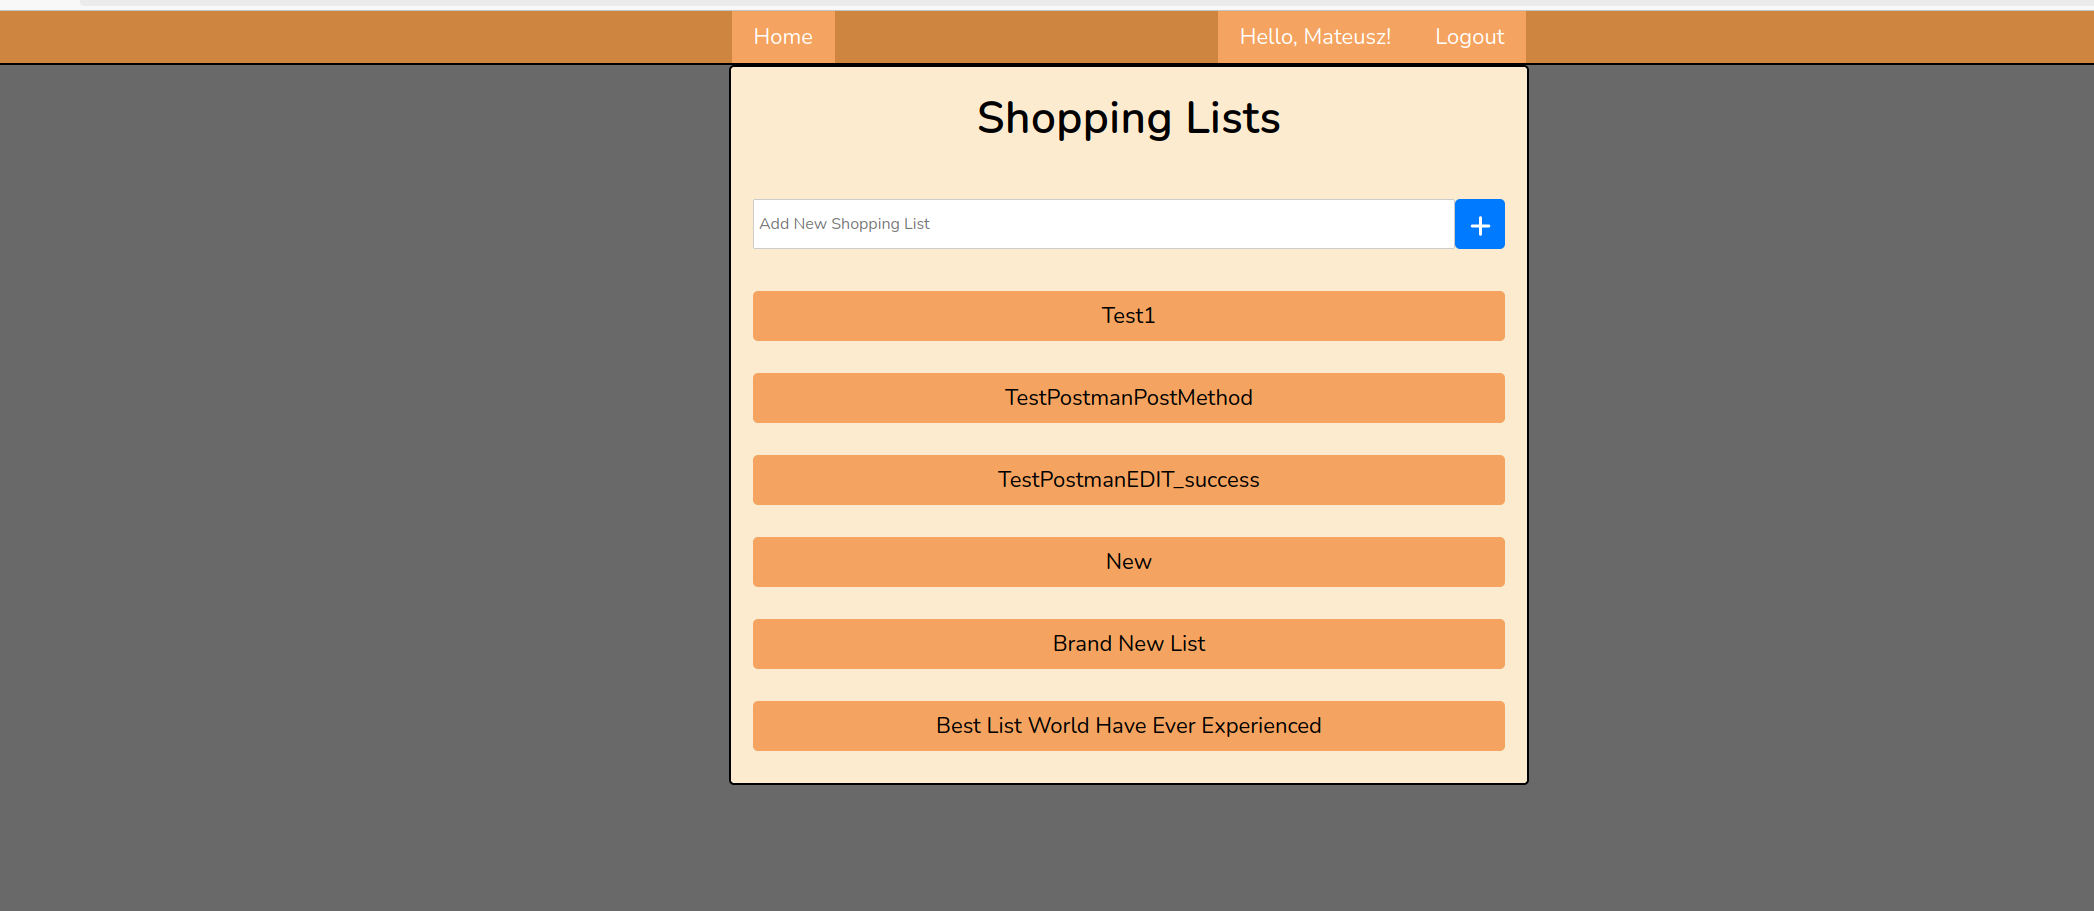 Home
Hello, Mateusz!
Logout
Shopping Lists
Add New Shopping List
+
Test1
TestPostmanPostMethod
TestPostmanEDIT_success
New
Brand New List
Best List World Have Ever Experienced